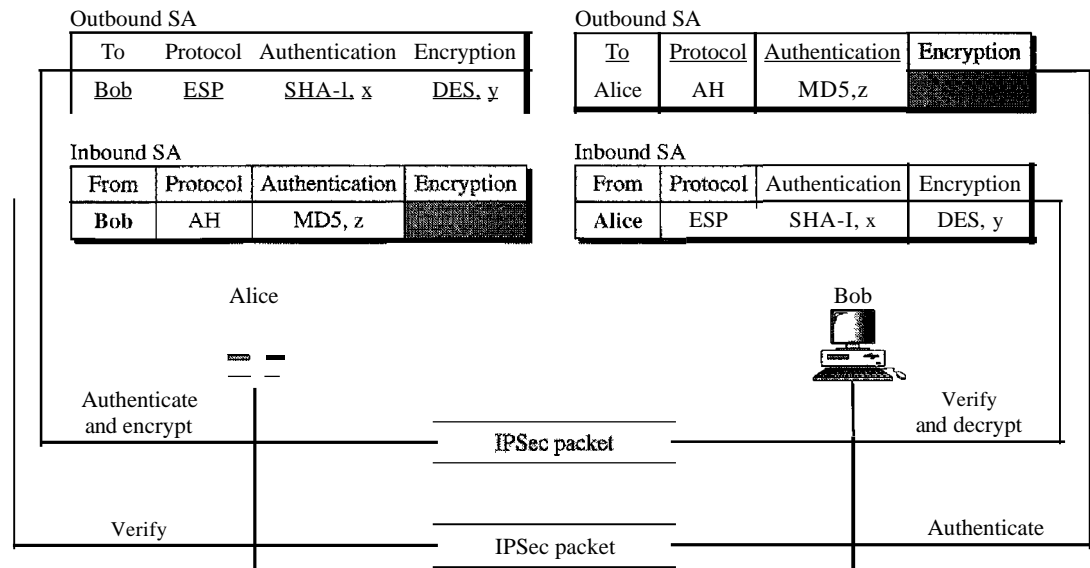 Outbound SA
To Protocol Authentication Encryption
Bob ESP SHA-1, x DES, y
Outbound SA
To Protocol Authentication Encryption
Alice AH MD5,z
Inbound SA
From Protocol Authentication Encryption
Bob AH MD5, z
Inbound SA
From Protocol Authentication Encryption
Alice ESP SHA-I, x DES, y
Alice
Bob
Authenticate
and encrypt
IPSec packet
Verify
and decrypt
Verify
IPSec packet
Authenticate